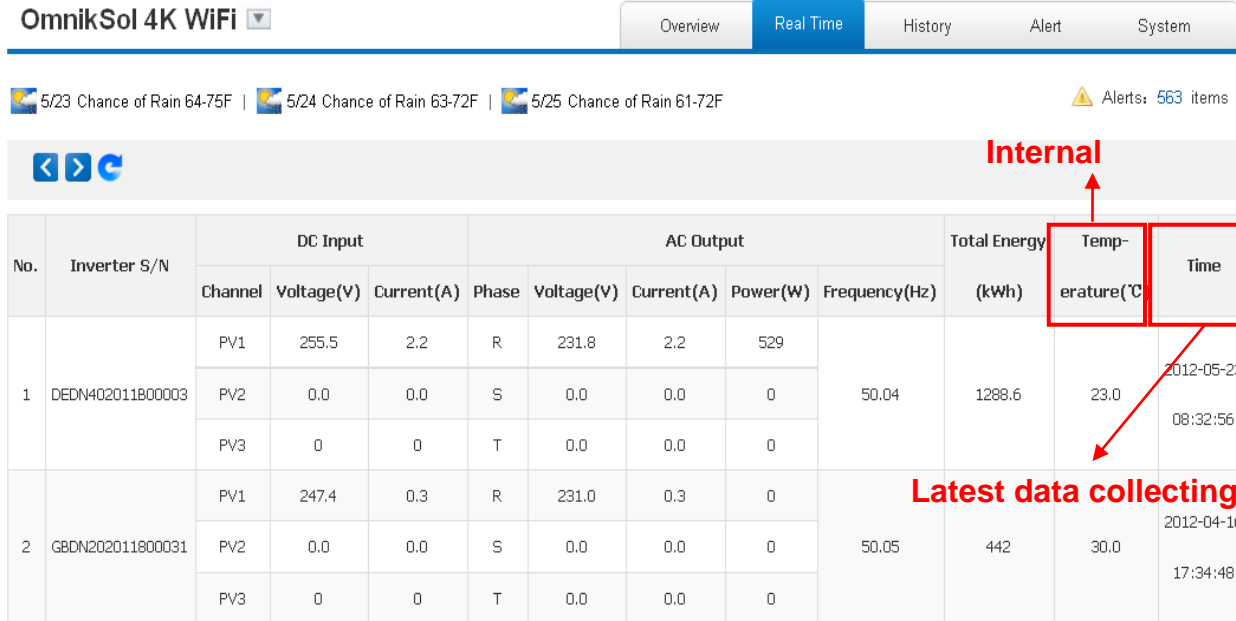 OmnikSol 4K WiFi
Overview Real Time History Alert System
5/23 Chance of Rain 64-75F | 5/24 Chance of Rain 63-72F | 5/25 Chance of Rain 61-72F
Alerts: 563 items
Internal
No. Inverter S/N DC Input AC Output Total Energy (kWh) Temp- erature(℃) Time
Channel Voltage(V) Current(A) Phase Voltage(V) Current(A) Power(W) Frequency(Hz)
PV1 255.5 2.2 R 231.8 2.2 529
1 DEDN402011B00003 PV2 0.0 0.0 S 0.0 0.0 0 50.04 1288.6 23.0 2012-05-23
08:32:56
PV3 0 0 T 0.0 0.0 0
PV1 247.4 0.3 R 231.0 0.3 0
Latest data collecting
2 GBDN202011800031 PV2 0.0 0.0 S 0.0 0.0 0 50.05 442 30.0 2012-04-16
17:34:48
PV3 0 0 T 0.0 0.0 0